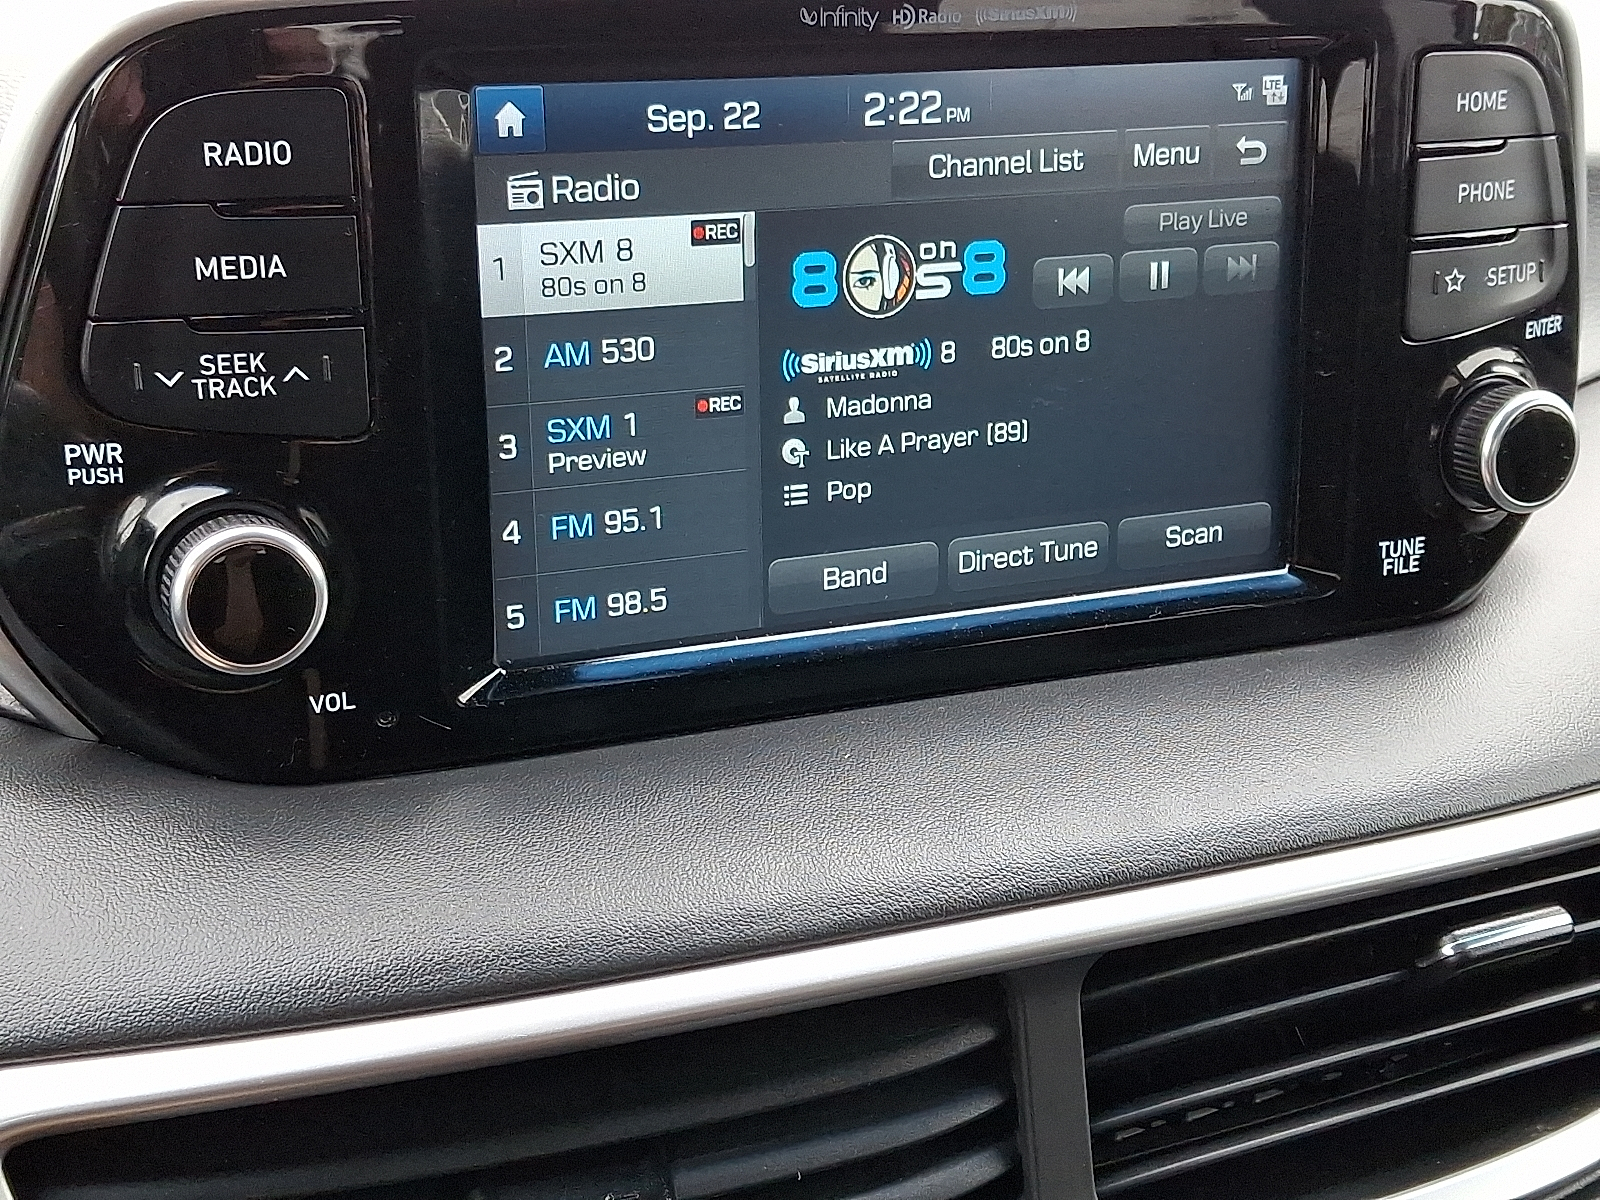 Infinity HD Radio ((SiriusXM))
Sep. 22 2:22 PM LTE
RADIO
MEDIA
SEEK
TRACK
PWR
PUSH
VOL
Radio
Channel List Menu
1 SXM 8 REC
80s on 8
2 AM 530
3 SXM 1 REC
Preview
4 FM 95.1
5 FM 98.5
Play Live
80s on 8
((SiriusXM)) 8 80s on 8
SATELLITE RADIO
Madonna
Like A Prayer (89)
Pop
Band Direct Tune Scan
HOME
PHONE
SETUP
ENTER
TUNE
FILE